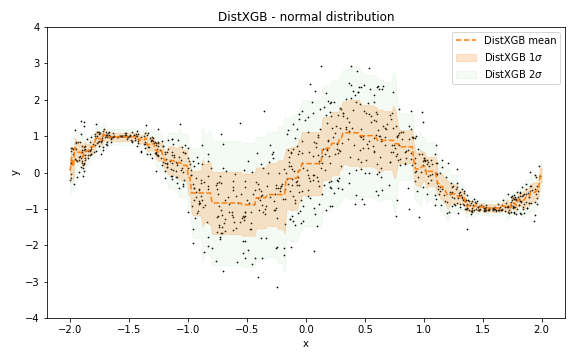 DistXGB - normal distribution
DistXGB mean
DistXGB 1σ
DistXGB 2σ
y
4
3
2
1
0
−1
−2
−3
−4
−2.0 −1.5 −1.0 −0.5 0.0 0.5 1.0 1.5 2.0
x